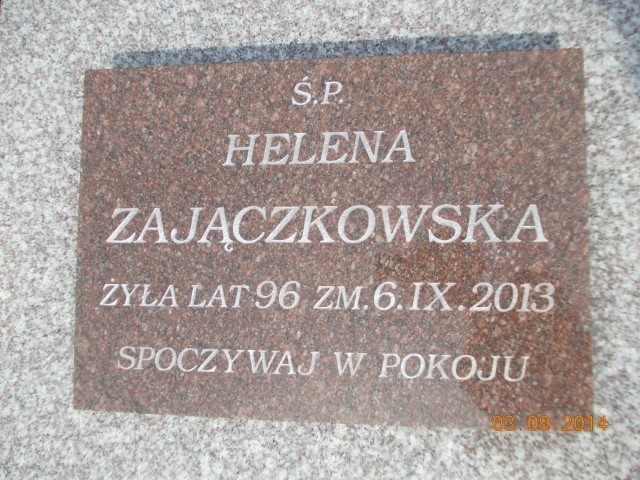 Ś.P.
HELENA
ZAJĄCZKOWSKA
ŻYŁA LAT 96 ZM. 6.IX.2013
SPOCZYWAJ W POKOJU
03.09.2014